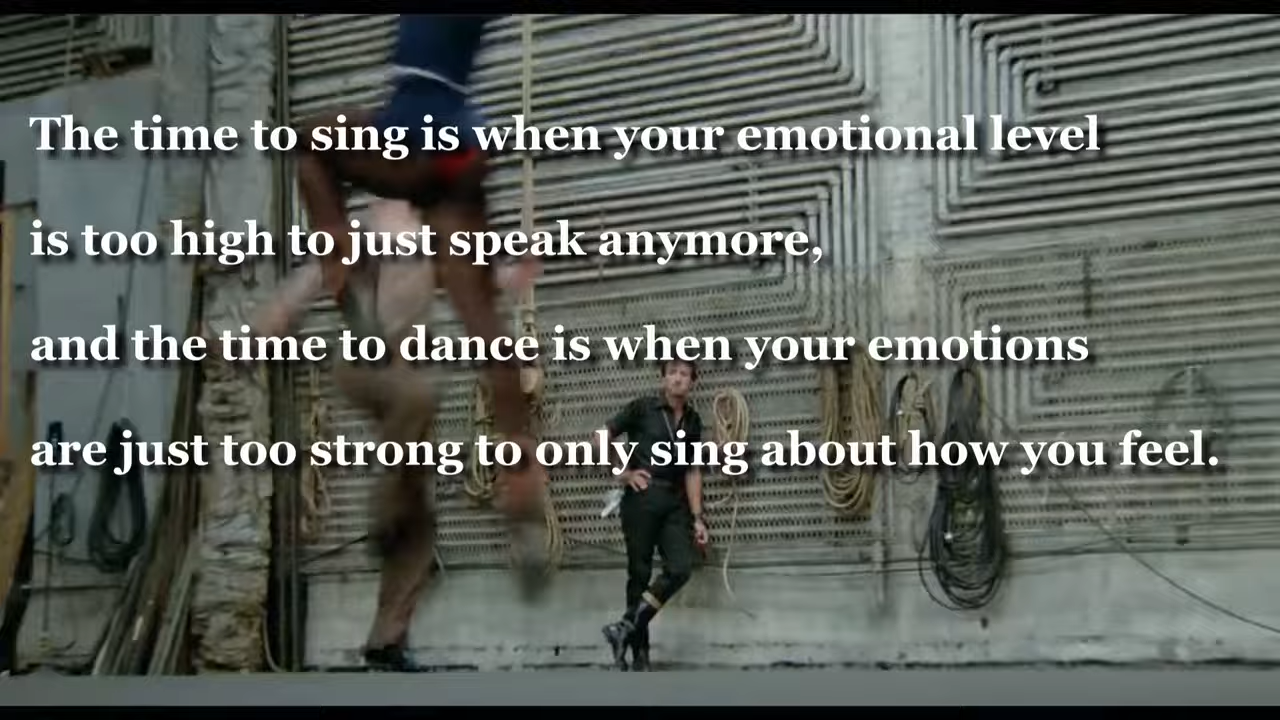 The time to sing is when your emotional level
is too high to just speak anymore,
and the time to dance is when your emotions
are just too strong to only sing about how you feel.